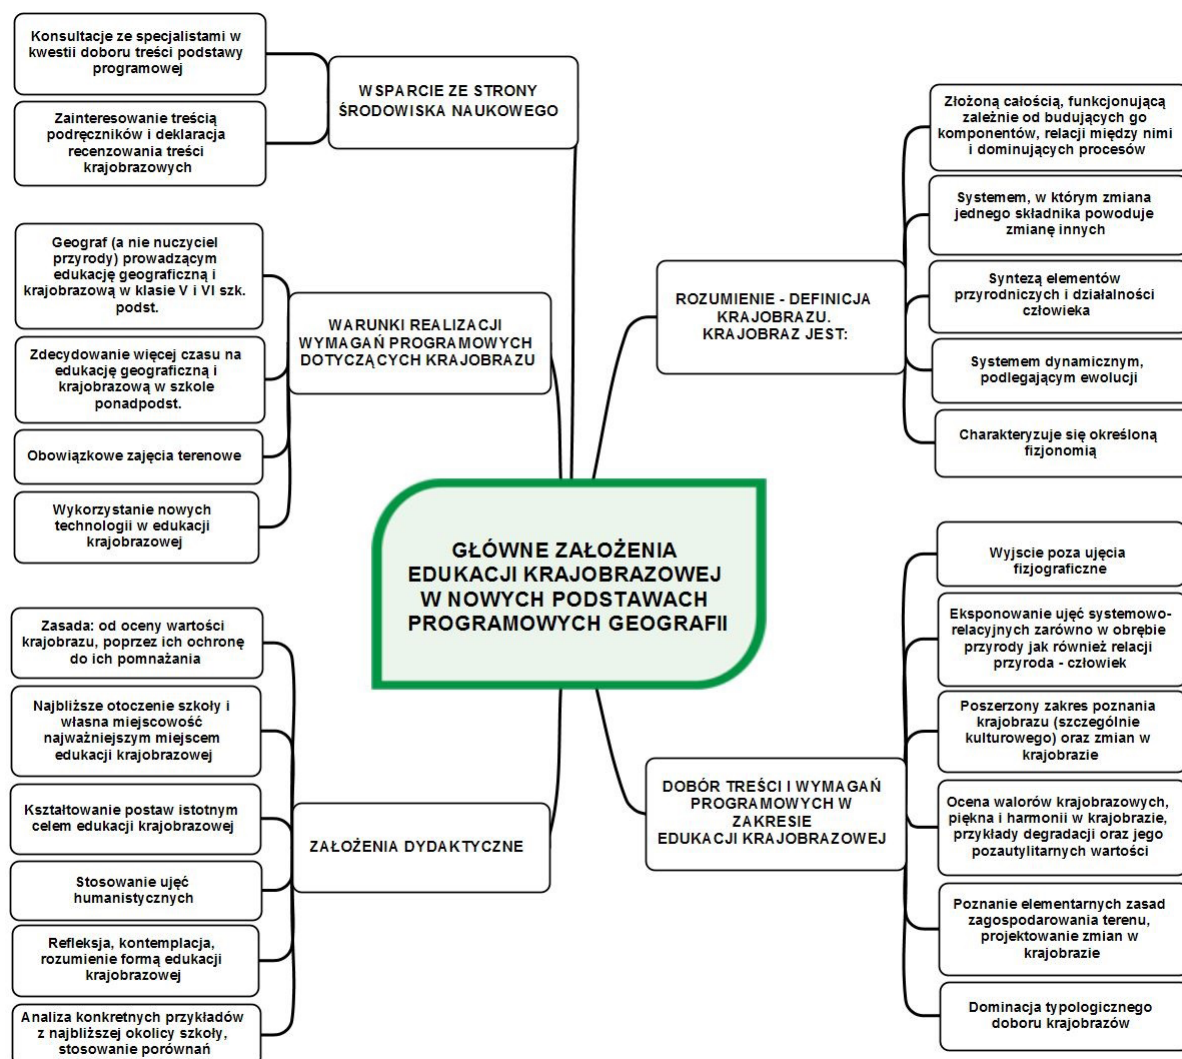 Konsultacje ze specjalistami w
kwestii doboru treści podstawy
programowej
Zainteresowanie treścią
podręczników i deklaracja
recenzowania treści
krajobrazowych
WSPARCIE ZE STRONY
ŚRODOWISKA NAUKOWEGO
Geograf (a nie nuczyciel
przyrody) prowadzącym
edukację geograficzną i
krajobrazową w klasie V i VI szk.
podst.
Zdecydowanie więcej czasu na
edukację geograficzną i
krajobrazową w szkole
ponadpodst.
Obowiązkowe zajęcia terenowe
Wykorzystanie nowych
technologii w edukacji
krajobrazowej
WARUNKI REALIZACJI
WYMAGAŃ PROGRAMOWYCH
DOTYCZĄCYCH KRAJOBRAZU
Zasada: od oceny wartości
krajobrazu, poprzez ich ochronę
do ich pomnażania
Najbliższe otoczenie szkoły i
własna miejscowość
najważniejszym miejscem
edukacji krajobrazowej
Kształtowanie postaw istotnym
celem edukacji krajobrazowej
Stosowanie ujęć
humanistycznych
Refleksja, kontemplacja,
rozumienie formą edukacji
krajobrazowej
Analiza konkretnych przykładów
z najbliższej okolicy szkoły,
stosowanie porównań
ZAŁOŻENIA DYDAKTYCZNE
GŁÓWNE ZAŁOŻENIA
EDUKACJI KRAJOBRAZOWEJ
W NOWYCH PODSTAWACH
PROGRAMOWYCH GEOGRAFII
ROZUMIENIE - DEFINICJA
KRAJOBRAZU.
KRAJOBRAZ JEST:
Złożoną całością, funkcjonującą
zależnie od budujących go
komponentów, relacji między nimi
i dominujących procesów
Systemem, w którym zmiana
jednego składnika powoduje
zmianę innych
Syntezą elementów
przyrodniczych i działalności
człowieka
Systemem dynamicznym,
podlegającym ewolucji
Charakteryzuje się określoną
fizjonomią
DOBÓR TREŚCI I WYMAGAŃ
PROGRAMOWYCH W
ZAKRESIE
EDUKACJI KRAJOBRAZOWEJ
Wyjscie poza ujęcia
fizjograficzne
Eksponowanie ujęć systemowo-
relacyjnych zarówno w obrębie
przyrody jak również relacji
przyroda - człowiek
Poszerzony zakres poznania
krajobrazu (szczególnie
kulturowego) oraz zmian w
krajobrazie
Ocena walorów krajobrazowych,
piękna i harmonii w krajobrazie,
przykłady degradacji oraz jego
pozautylitarnych wartości
Poznanie elementarnych zasad
zagospodarowania terenu,
projektowanie zmian w
krajobrazie
Dominacja typologicznego
doboru krajobrazów